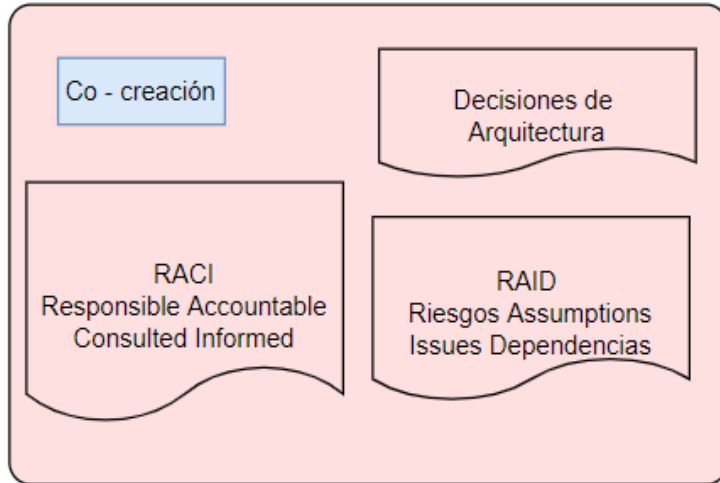 Co - creación
Decisiones de
Arquitectura
RACI
Responsible Accountable
Consulted Informed
RAID
Riesgos Assumptions
Issues Dependencias